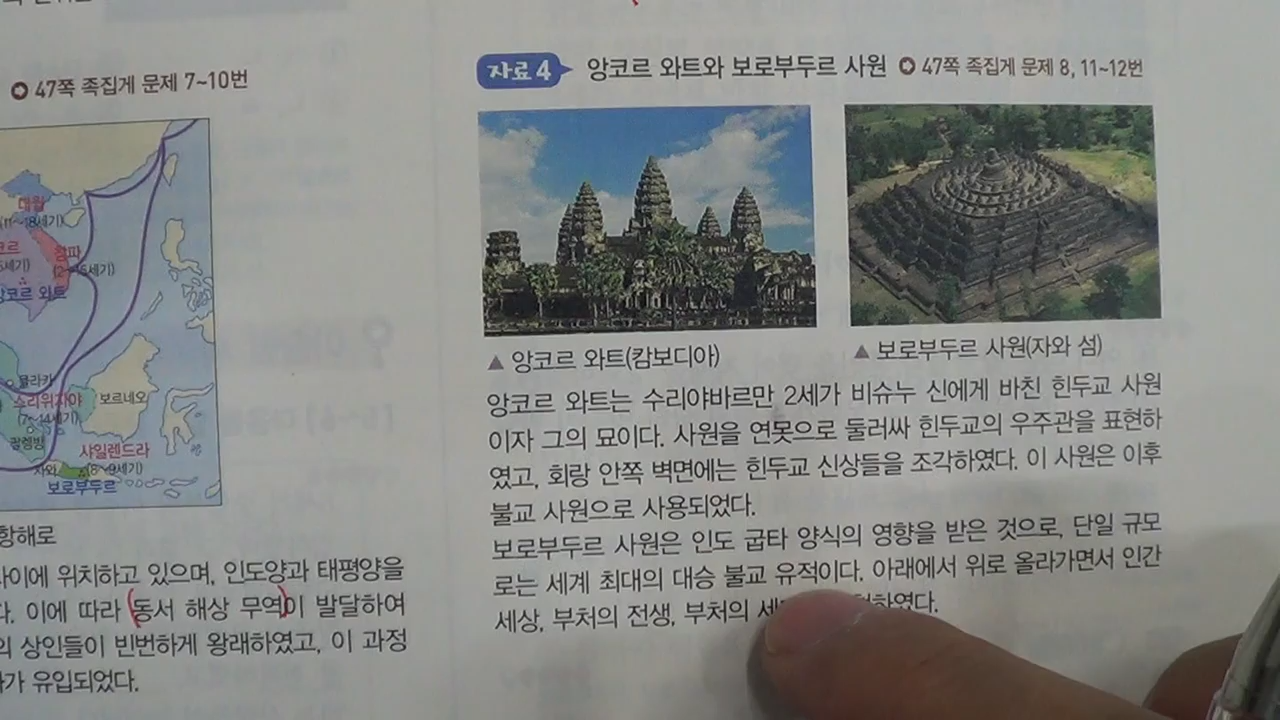 47쪽 족집게 문제 7~10번
대월
(11~18세기)
참파
앙코르 와트
믈라카
스리위자야
(7~14세기)
팔렘방
보르네오
샤일렌드라
(8~9세기)
자와
보로부두르
항해로
사이에 위치하고 있으며, 인도양과 태평양을
다. 이에 따라 동서 해상 무역이 발달하여
의 상인들이 빈번하게 왕래하였고, 이 과정
가 유입되었다.
자료 4 앙코르 와트와 보로부두르 사원 47쪽 족집게 문제 8, 11~12번
▲ 앙코르 와트(캄보디아)
▲ 보로부두르 사원(자와 섬)
앙코르 와트는 수리야바르만 2세가 비슈누 신에게 바친 힌두교 사원
이자 그의 묘이다. 사원을 연못으로 둘러싸 힌두교의 우주관을 표현하
였고, 회랑 안쪽 벽면에는 힌두교 신상들을 조각하였다. 이 사원은 이후
불교 사원으로 사용되었다.
보로부두르 사원은 인도 굽타 양식의 영향을 받은 것으로, 단일 규모
로는 세계 최대의 대승 불교 유적이다. 아래에서 위로 올라가면서 인간
세상, 부처의 전생, 부처의